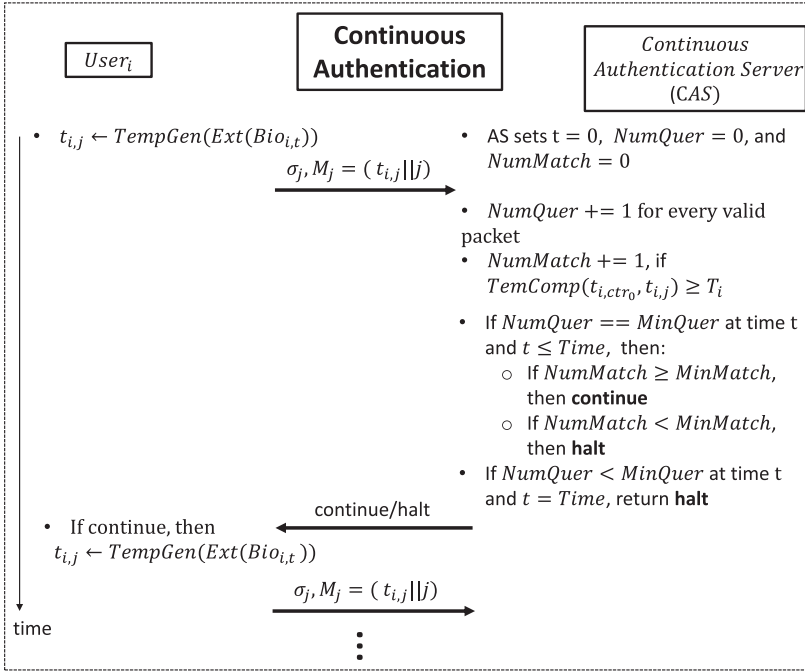 User_i
Continuous
Authentication
Continuous
Authentication Server
(CAS)
• t_{i,j} ← TempGen(Ext(Bio_{i,t}))
σ_j, M_j = ( t_{i,j}||j)
• AS sets t = 0, NumQuer = 0, and
NumMatch = 0
• NumQuer += 1 for every valid
packet
• NumMatch += 1, if
TemComp(t_{i,ctr_0}, t_{i,j}) ≥ T_i
• If NumQuer == MinQuer at time t
and t ≤ Time, then:
○ If NumMatch ≥ MinMatch,
then continue
○ If NumMatch < MinMatch,
then halt
• If NumQuer < MinQuer at time t
and t = Time, return halt
continue/halt
• If continue, then
t_{i,j} ← TempGen(Ext(Bio_{i,t}))
σ_j, M_j = ( t_{i,j}||j)
time
⋮